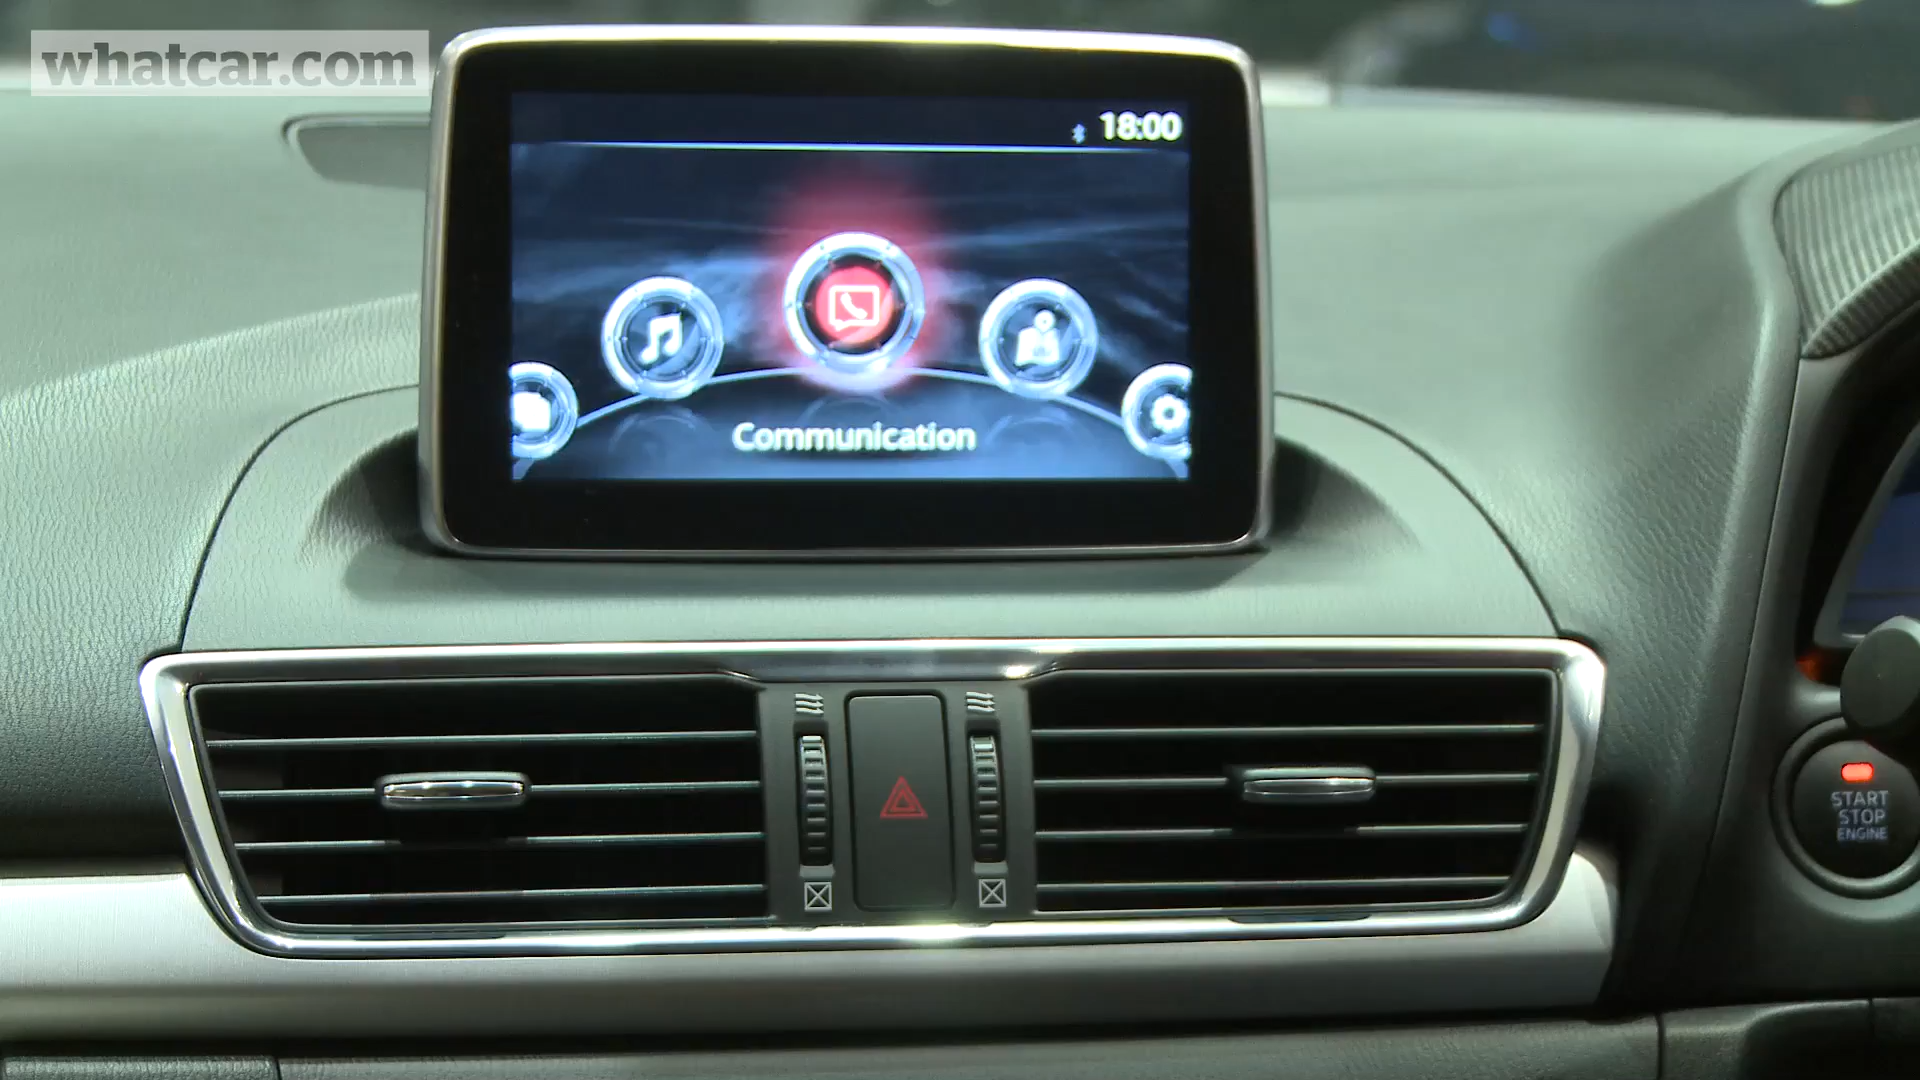 whatcar.com
18:00
Communication
START
STOP
ENGINE